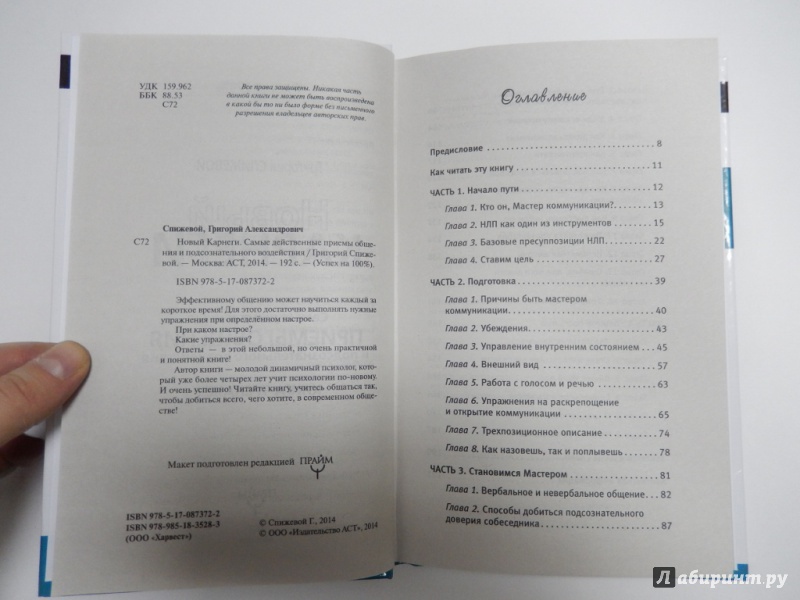 УДК 159.962
ББК 88.53
С72
Все права защищены. Никакая часть
данной книги не может быть воспроизведена
в какой бы то ни было форме без письменного
разрешения владельцев авторских прав.
Спижевой, Григорий Александрович
С72 Новый Карнеги. Самые действенные приемы обще-
ния и подсознательного воздействия / Григорий Спиже-
вой. — Москва: АСТ, 2014. — 192 с. — (Успех на 100%).
ISBN 978-5-17-087372-2
Эффективному общению может научиться каждый за
короткое время! Для этого достаточно выполнять нужные
упражнения при определённом настрое.
При каком настрое?
Какие упражнения?
Ответы — в этой небольшой, но очень практичной
и понятной книге!
Автор книги — молодой динамичный психолог, кото-
рый уже более четырех лет учит психологии по-новому.
И очень успешно! Читайте книгу, учитесь общаться так,
чтобы добиться всего, чего хотите, в современном обще-
стве!
Макет подготовлен редакцией ПРАЙМ
ISBN 978-5-17-087372-2
ISBN 978-985-18-3528-3
(ООО «Харвест»)
© Спижевой Г., 2014
© ООО «Издательство АСТ», 2014
Оглавление
Предисловие 8
Как читать эту книгу 11
ЧАСТЬ 1. Начало пути 12
Глава 1. Кто он, Мастер коммуникации? 13
Глава 2. НЛП как один из инструментов 15
Глава 3. Базовые пресуппозиции НЛП 22
Глава 4. Ставим цель 27
ЧАСТЬ 2. Подготовка 39
Глава 1. Причины быть мастером
коммуникации 40
Глава 2. Убеждения 43
Глава 3. Управление внутренним состоянием 45
Глава 4. Внешний вид 57
Глава 5. Работа с голосом и речью 63
Глава 6. Упражнения на раскрепощение
и открытие коммуникации 65
Глава 7. Трехпозиционное описание 74
Глава 8. Как назовешь, так и поплывешь 78
ЧАСТЬ 3. Становимся Мастером 81
Глава 1. Вербальное и невербальное общение 82
Глава 2. Способы добиться подсознательного
доверия собеседника 87
Лабиринт.ру